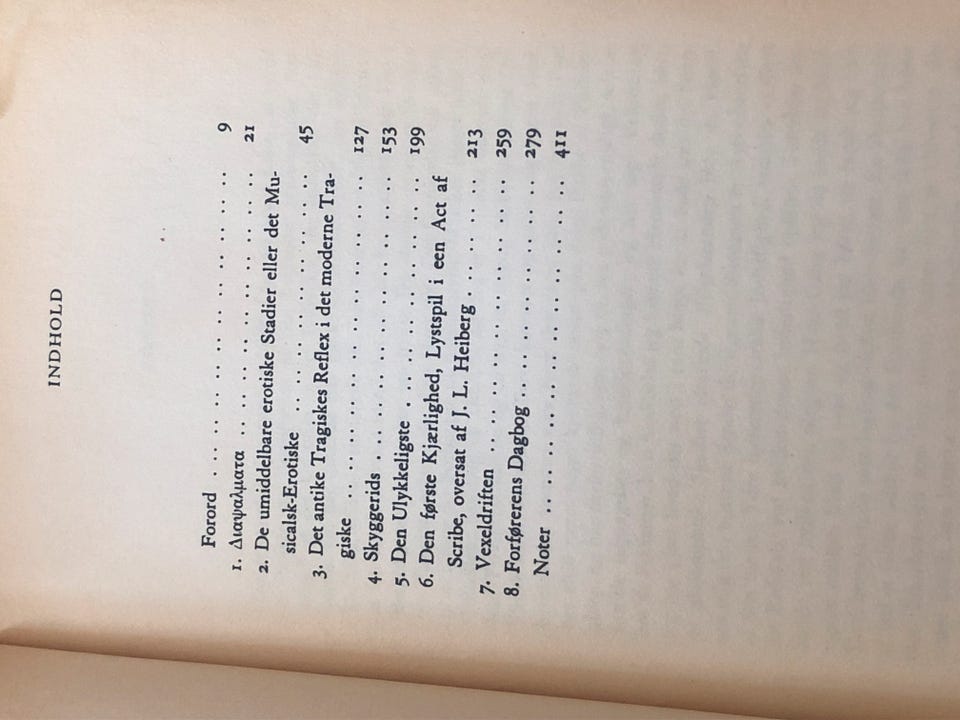 INDHOLD
Forord . .. .. .. .. .. .. .. .. .. .. 9
1. Διαψαλματα .. .. .. .. .. .. .. .. .. 21
2. De umiddelbare erotiske Stadier eller det Mu-
sicalsk-Erotiske .. .. .. .. .. .. .. .. 45
3. Det antike Tragiskes Reflex i det moderne Tra-
giske .. .. .. .. .. .. .. .. .. .. 127
4. Skyggerids . .. .. .. .. .. .. .. .. .. 153
5. Den Ulykkeligste . .. .. .. .. .. .. .. 199
6. Den første Kjærlighed, Lystspil i een Act af
Scribe, oversat af J. L. Heiberg . .. .. .. .. 213
7. Vexeldriften .. .. .. .. .. .. .. .. .. 259
8. Forførerens Dagbog .. .. .. .. .. .. .. 279
Noter .. .. .. .. .. .. .. .. .. .. 411